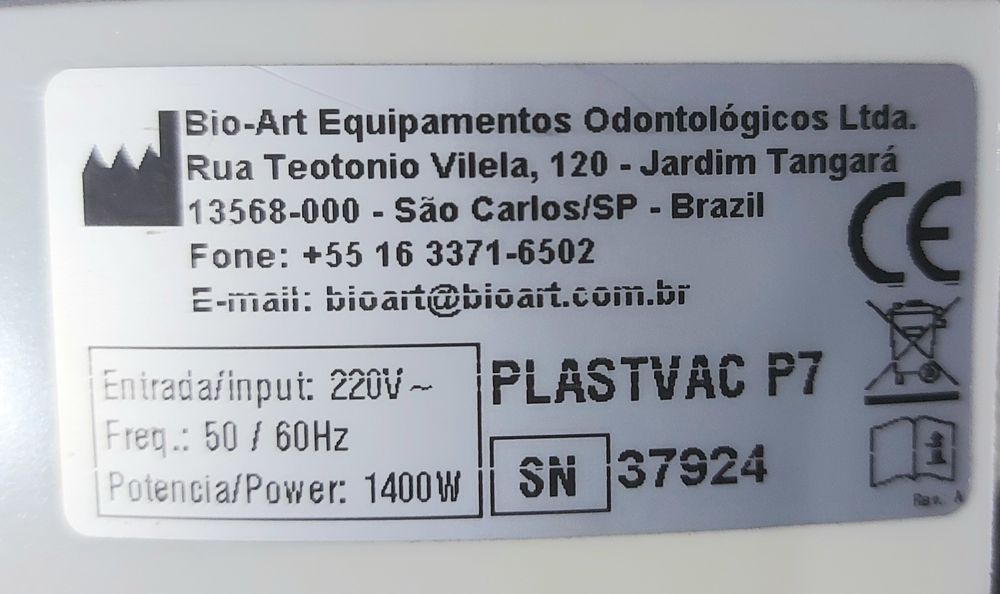 Bio-Art Equipamentos Odontológicos Ltda.
Rua Teotonio Vilela, 120 - Jardim Tangará
13568-000 - São Carlos/SP - Brazil
Fone: +55 16 3371-6502
E-mail: bioart@bioart.com.br
CE
Entrada/input: 220V ~
Freq.: 50 / 60Hz
Potencia/Power: 1400W
PLASTVAC P7
SN 37924
i
Rev. A